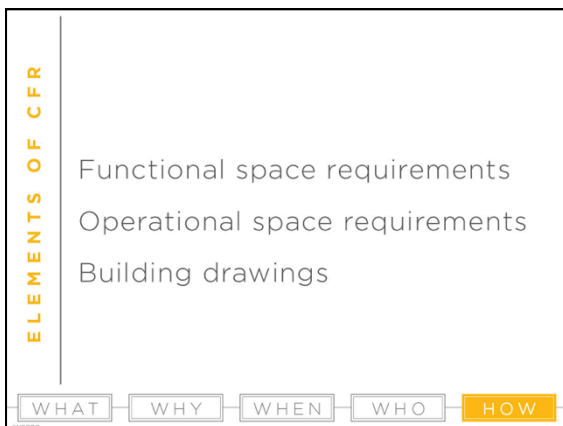 ELEMENTS OF CFR
Functional space requirements
Operational space requirements
Building drawings
WHAT WHY WHEN WHO HOW